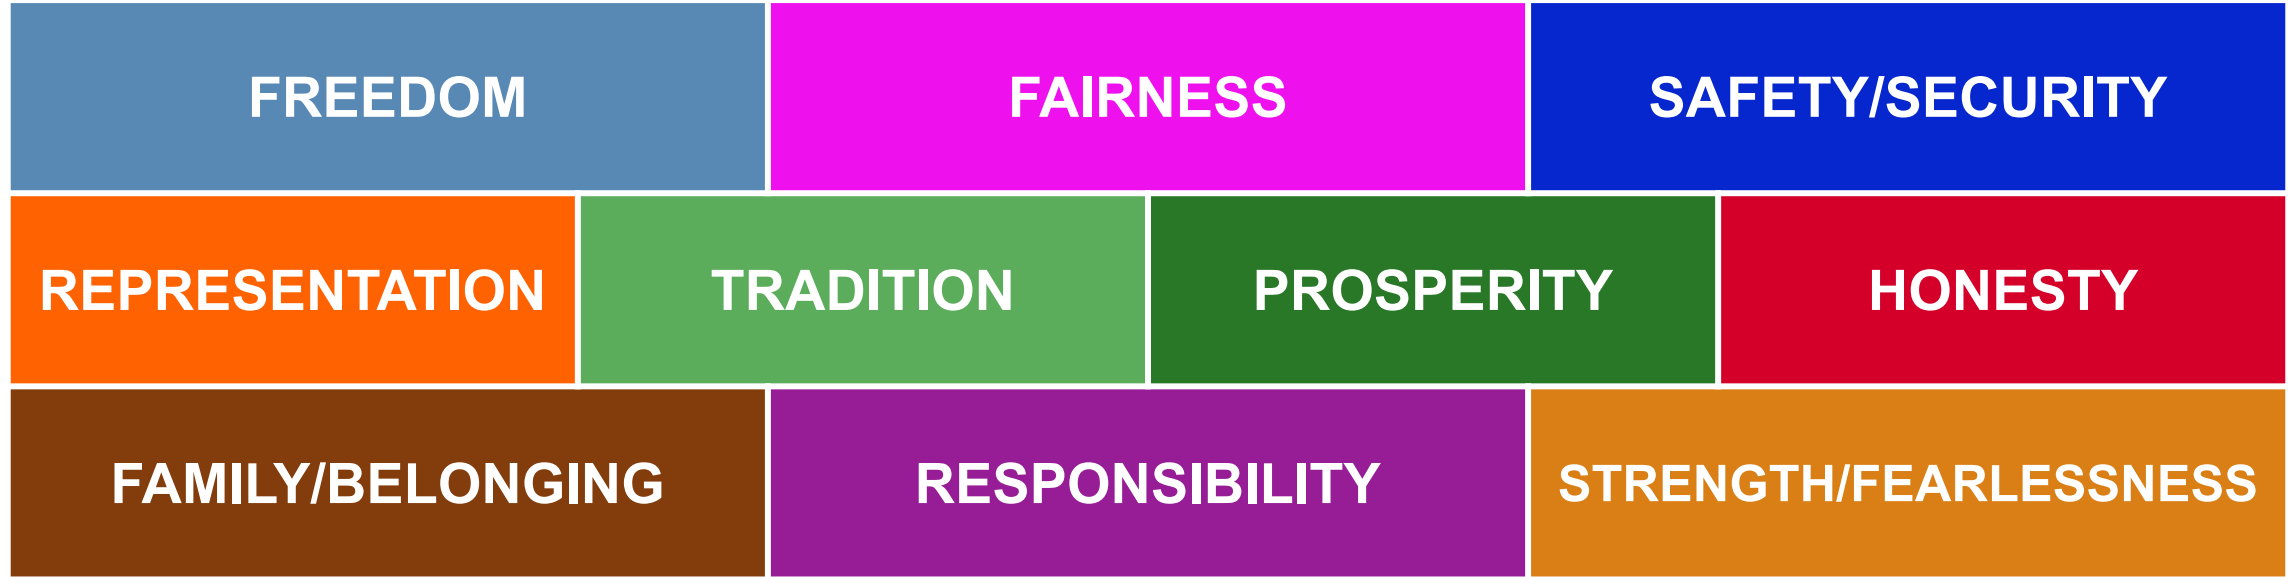 FREEDOM
FAIRNESS
SAFETY/SECURITY
REPRESENTATION
TRADITION
PROSPERITY
HONESTY
FAMILY/BELONGING
RESPONSIBILITY
STRENGTH/FEARLESSNESS